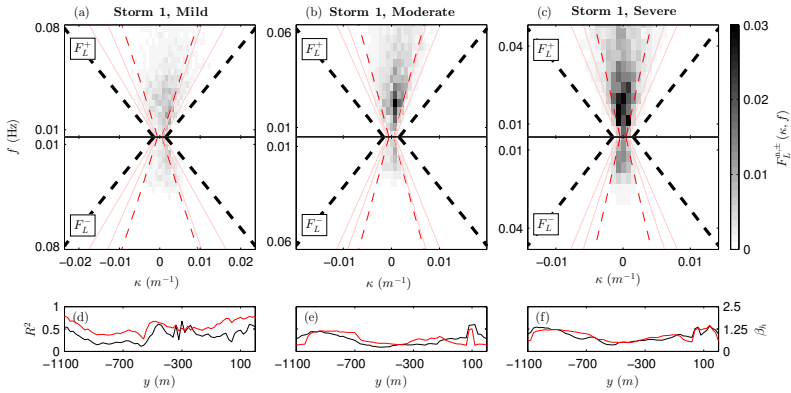 (a) Storm 1, Mild
(b) Storm 1, Moderate
(c) Storm 1, Severe
0.08
0.01
0.01
0.08
f (Hz)
F_L^+
F_L^-
−0.02 −0.01 0 0.01 0.02
κ (m^{-1})
0.06
0.01
0.01
0.06
F_L^+
F_L^-
−0.01 0 0.01
κ (m^{-1})
0.04
0.01
0.01
0.04
F_L^+
F_L^-
−0.01 0 0.01
κ (m^{-1})
0.03
0.02
0.01
0
F_L^{n,±} (κ, f)
(d)
1
0.5
0
R^2
−1100 −700 −300 100
y (m)
(e)
−1100 −700 −300 100
y (m)
(f)
−1100 −700 −300 100
y (m)
2.5
1.25
0